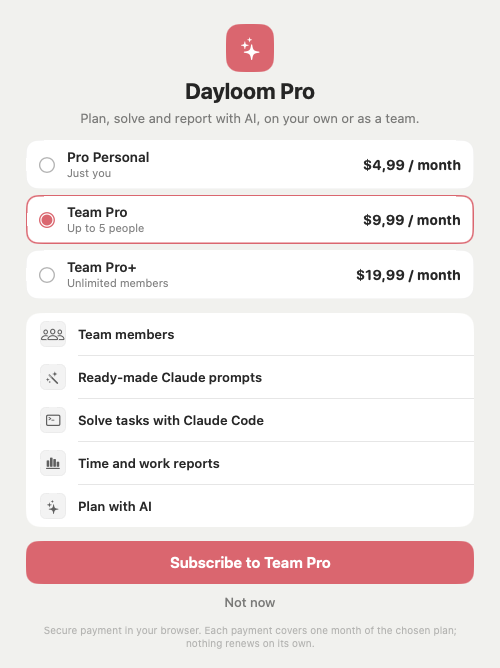 Dayloom Pro
Plan, solve and report with AI, on your own or as a team.
Pro Personal
Just you
$4,99 / month
Team Pro
Up to 5 people
$9,99 / month
Team Pro+
Unlimited members
$19,99 / month
Team members
Ready-made Claude prompts
Solve tasks with Claude Code
Time and work reports
Plan with AI
Subscribe to Team Pro
Not now
Secure payment in your browser. Each payment covers one month of the chosen plan;
nothing renews on its own.